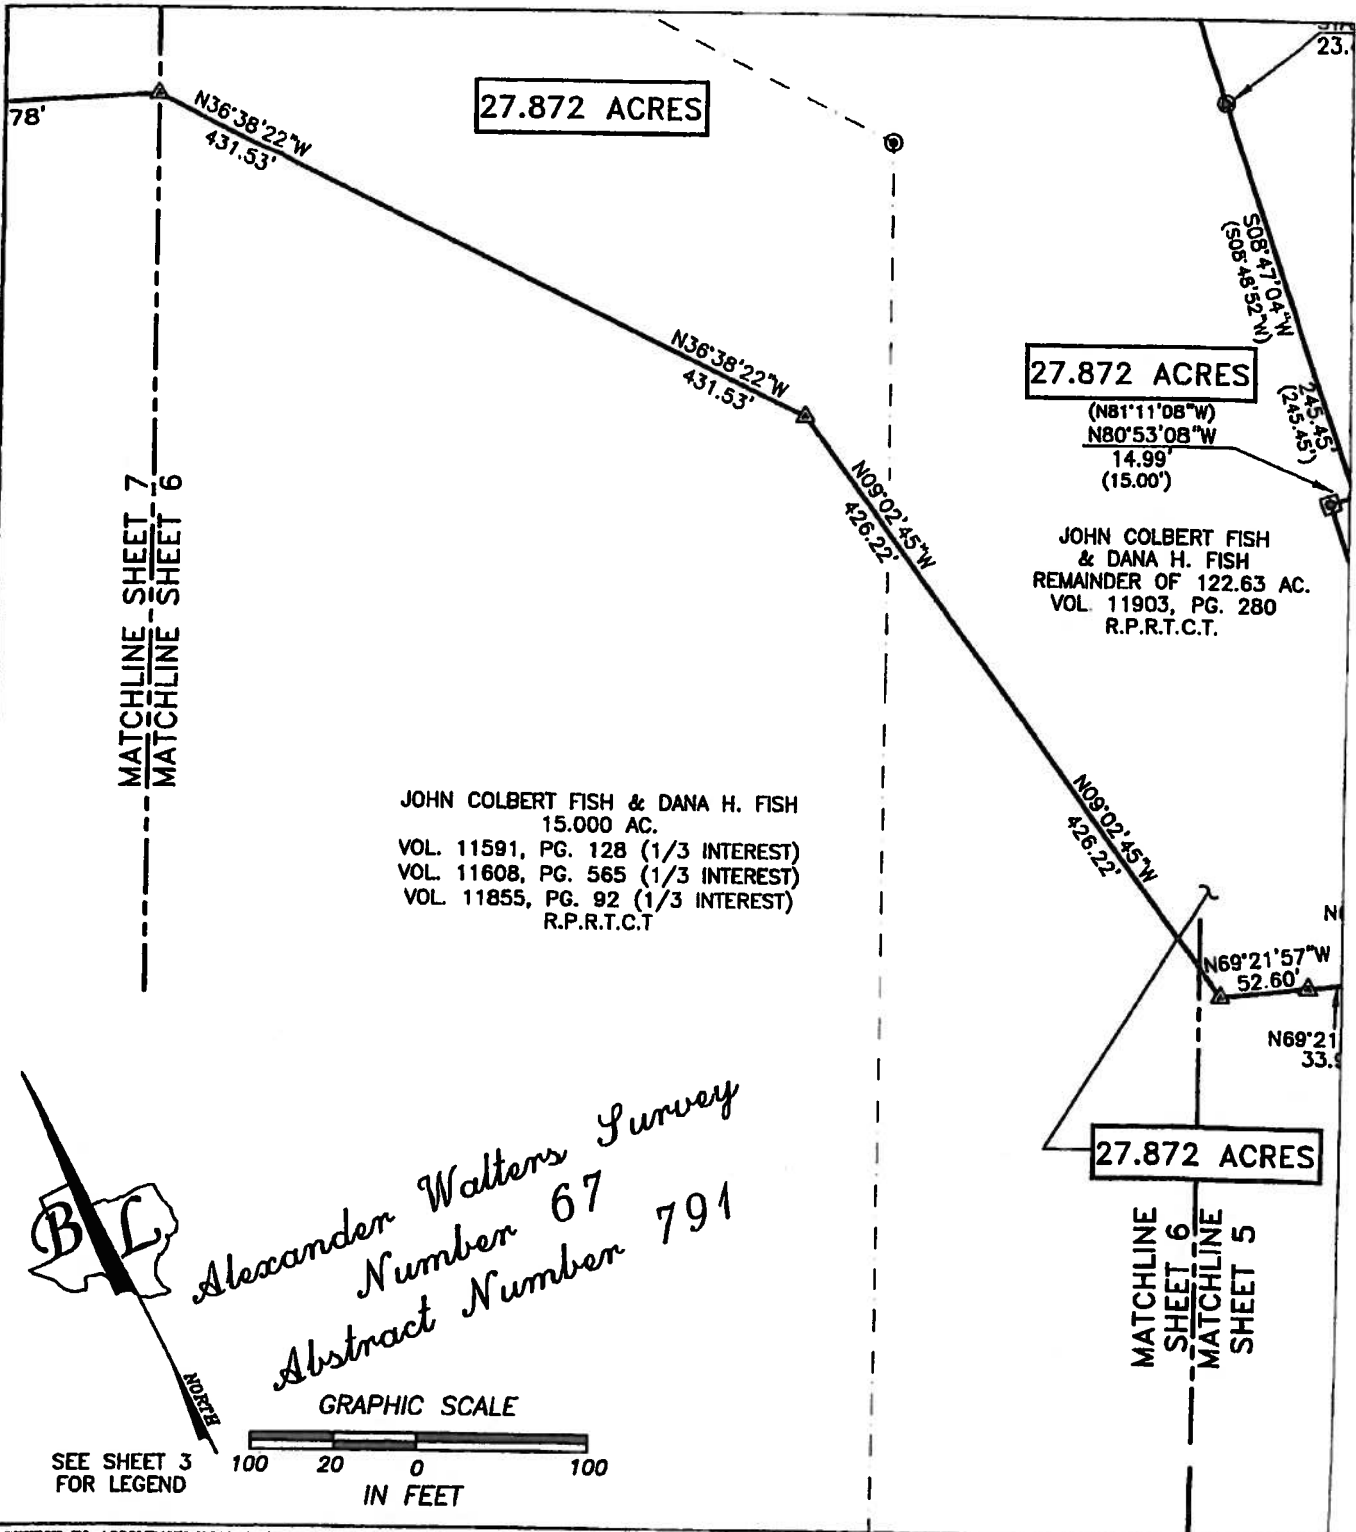 23.
78'
N36°38'22"W
431.53'
27.872 ACRES
S08°47'04"W
(S08°48'52"W)
245.45'
(245.45')
N36°38'22"W
431.53'
27.872 ACRES
(N81°11'08"W)
N80°53'08"W
14.99'
(15.00')
MATCHLINE SHEET 7
MATCHLINE SHEET 6
N09°02'45"W
426.22'
JOHN COLBERT FISH
& DANA H. FISH
REMAINDER OF 122.63 AC.
VOL. 11903, PG. 280
R.P.R.T.C.T.
JOHN COLBERT FISH & DANA H. FISH
15.000 AC.
VOL. 11591, PG. 128 (1/3 INTEREST)
VOL. 11608, PG. 565 (1/3 INTEREST)
VOL. 11855, PG. 92 (1/3 INTEREST)
R.P.R.T.C.T
N09°02'45"W
426.22'
N69°21'57"W
52.60'
N69°21
33.
27.872 ACRES
Alexander Walters Survey
Number 67
Abstract Number 791
B L
NORTH
MATCHLINE
SHEET 6
MATCHLINE
SHEET 5
GRAPHIC SCALE
100 20 0 100
IN FEET
SEE SHEET 3
FOR LEGEND